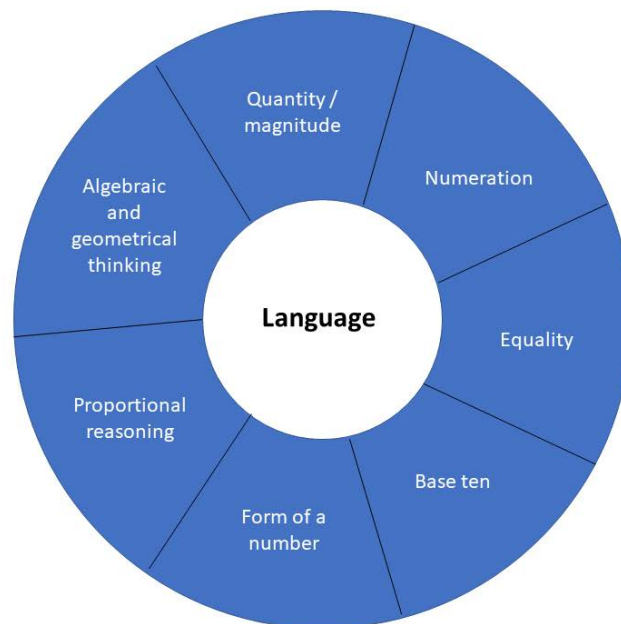 Quantity /
magnitude
Numeration
Equality
Base ten
Form of a
number
Proportional
reasoning
Algebraic
and
geometrical
thinking
Language